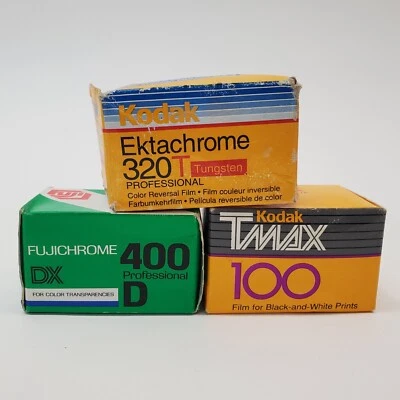 Kodak
Ektachrome
320T Tungsten
PROFESSIONAL
Color Reversal Film • Film couleur inversible
Farbumkehrfilm • Película reversible de color
FUJI
FUJICHROME
400
DX
Professional
D
FOR COLOR TRANSPARENCIES
Kodak
TMAX
100
Film for Black-and-White Prints